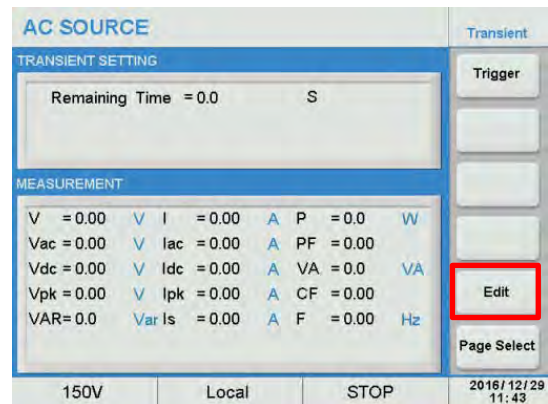 AC SOURCE
Transient
TRANSIENT SETTING
Remaining Time = 0.0 S
Trigger
MEASUREMENT
V = 0.00 V I = 0.00 A P = 0.0 W
Vac = 0.00 V Iac = 0.00 A PF = 0.00
Vdc = 0.00 V Idc = 0.00 A VA = 0.0 VA
Vpk = 0.00 V Ipk = 0.00 A CF = 0.00
VAR= 0.0 Var Is = 0.00 A F = 0.00 Hz
Edit
Page Select
150V Local STOP
2016/12/29
11:43